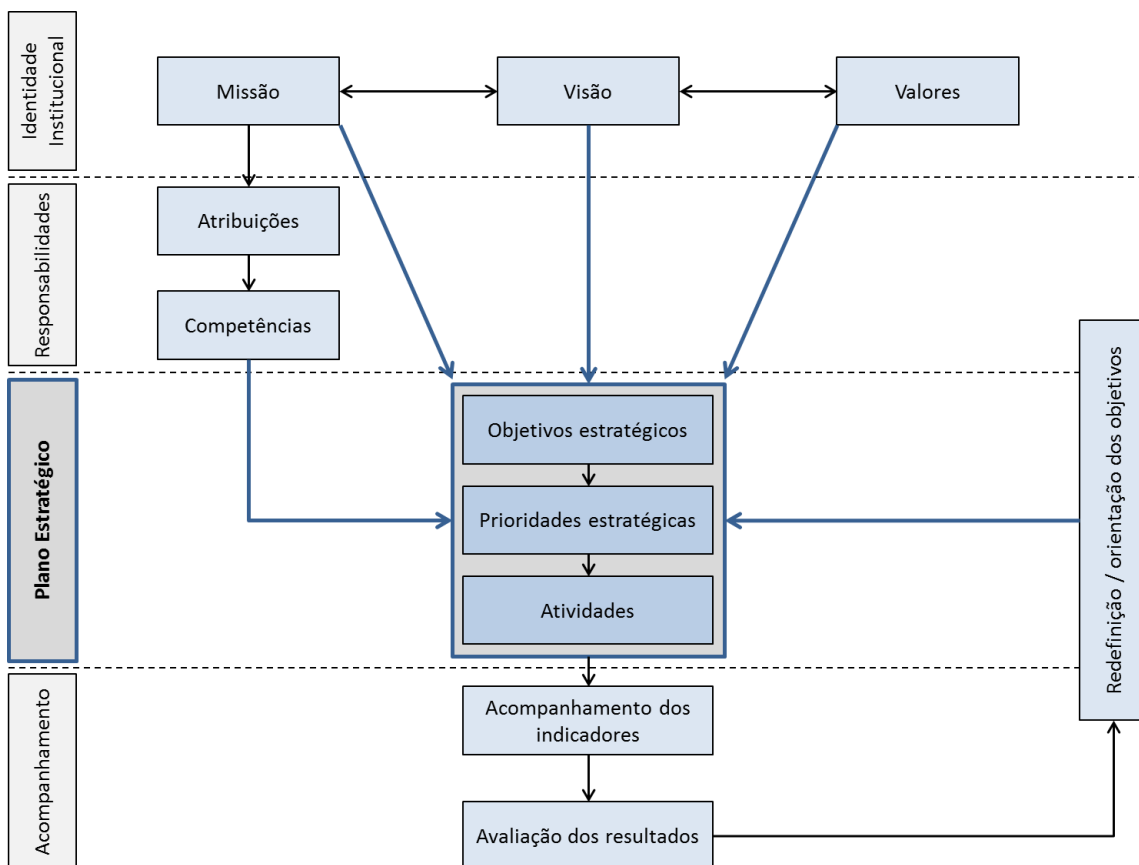 Identidade
Institucional
Missão
Visão
Valores
Responsabilidades
Atribuições
Competências
Plano Estratégico
Objetivos estratégicos
Prioridades estratégicas
Atividades
Redefinição / orientação dos objetivos
Acompanhamento
Acompanhamento dos
indicadores
Avaliação dos resultados